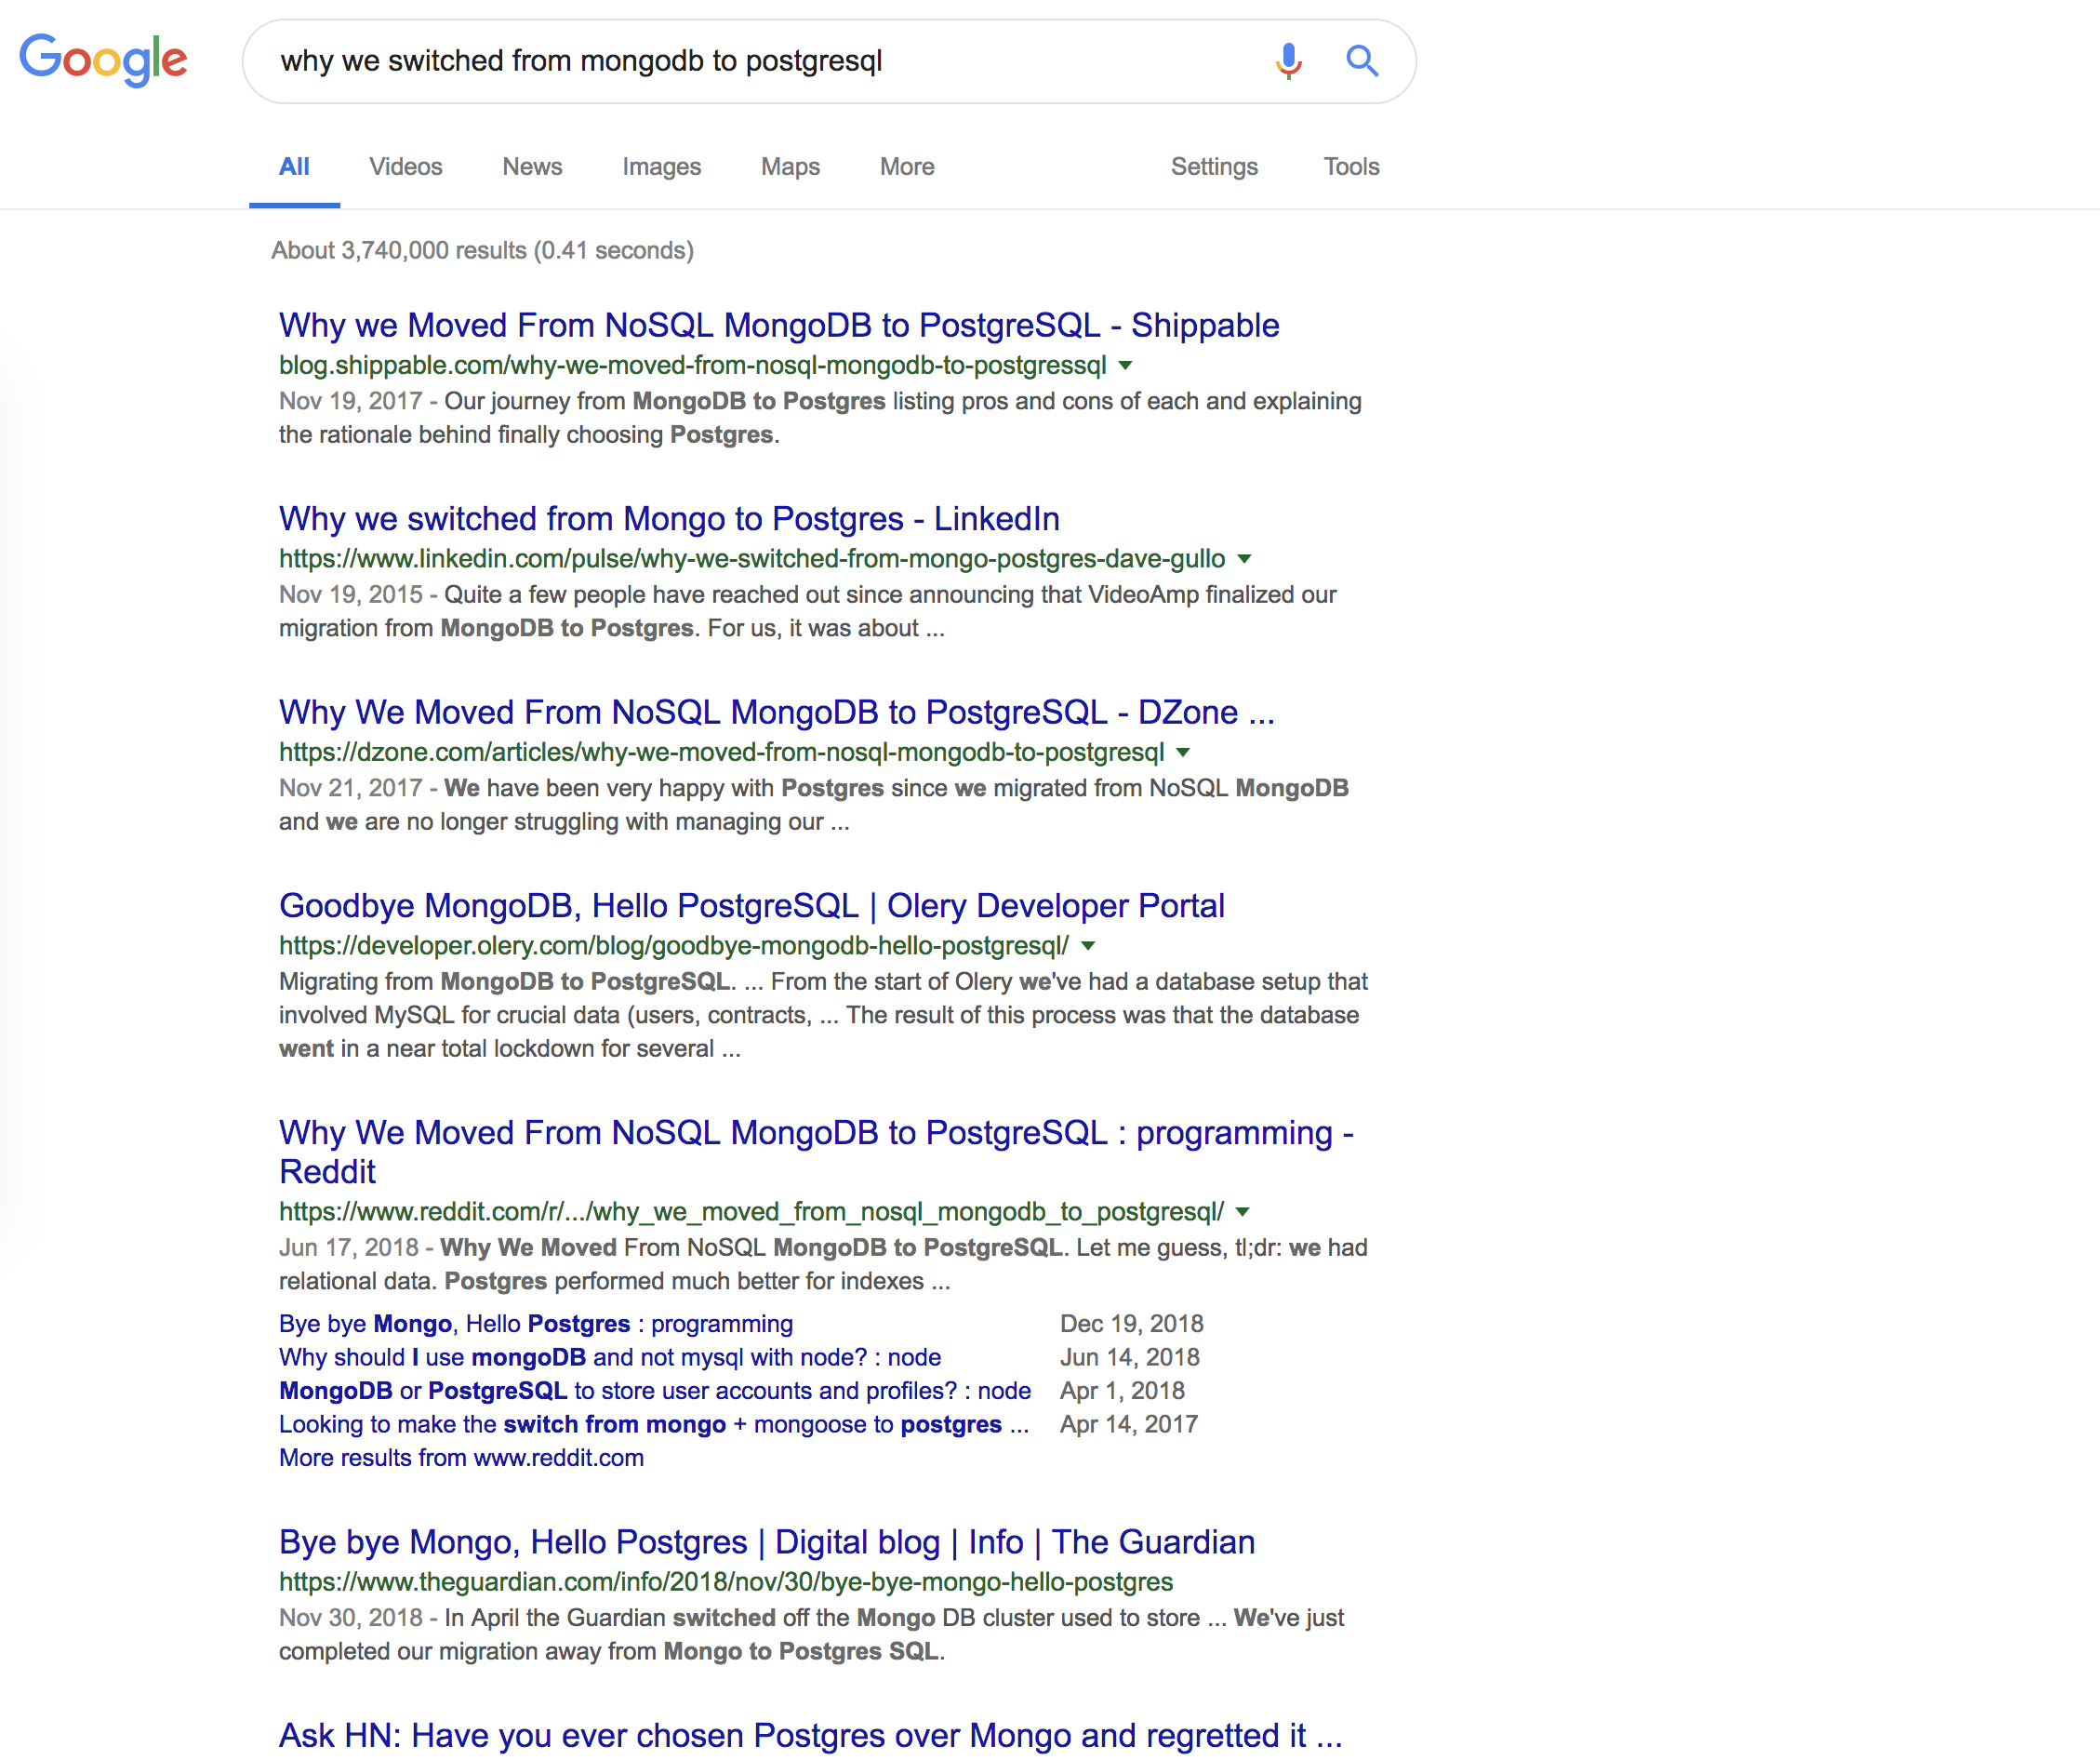 Google
why we switched from mongodb to postgresql
All Videos News Images Maps More Settings Tools
About 3,740,000 results (0.41 seconds)
Why we Moved From NoSQL MongoDB to PostgreSQL - Shippable
blog.shippable.com/why-we-moved-from-nosql-mongodb-to-postgressql
Nov 19, 2017 - Our journey from MongoDB to Postgres listing pros and cons of each and explaining
the rationale behind finally choosing Postgres.
Why we switched from Mongo to Postgres - LinkedIn
https://www.linkedin.com/pulse/why-we-switched-from-mongo-postgres-dave-gullo
Nov 19, 2015 - Quite a few people have reached out since announcing that VideoAmp finalized our
migration from MongoDB to Postgres. For us, it was about ...
Why We Moved From NoSQL MongoDB to PostgreSQL - DZone ...
https://dzone.com/articles/why-we-moved-from-nosql-mongodb-to-postgresql
Nov 21, 2017 - We have been very happy with Postgres since we migrated from NoSQL MongoDB
and we are no longer struggling with managing our ...
Goodbye MongoDB, Hello PostgreSQL | Olery Developer Portal
https://developer.olery.com/blog/goodbye-mongodb-hello-postgresql/
Migrating from MongoDB to PostgreSQL. ... From the start of Olery we've had a database setup that
involved MySQL for crucial data (users, contracts, ... The result of this process was that the database
went in a near total lockdown for several ...
Why We Moved From NoSQL MongoDB to PostgreSQL : programming -
Reddit
https://www.reddit.com/r/.../why_we_moved_from_nosql_mongodb_to_postgresql/
Jun 17, 2018 - Why We Moved From NoSQL MongoDB to PostgreSQL. Let me guess, tl;dr: we had
relational data. Postgres performed much better for indexes ...
Bye bye Mongo, Hello Postgres : programming Dec 19, 2018
Why should I use mongoDB and not mysql with node? : node Jun 14, 2018
MongoDB or PostgreSQL to store user accounts and profiles? : node Apr 1, 2018
Looking to make the switch from mongo + mongoose to postgres ... Apr 14, 2017
More results from www.reddit.com
Bye bye Mongo, Hello Postgres | Digital blog | Info | The Guardian
https://www.theguardian.com/info/2018/nov/30/bye-bye-mongo-hello-postgres
Nov 30, 2018 - In April the Guardian switched off the Mongo DB cluster used to store ... We've just
completed our migration away from Mongo to Postgres SQL.
Ask HN: Have you ever chosen Postgres over Mongo and regretted it ...